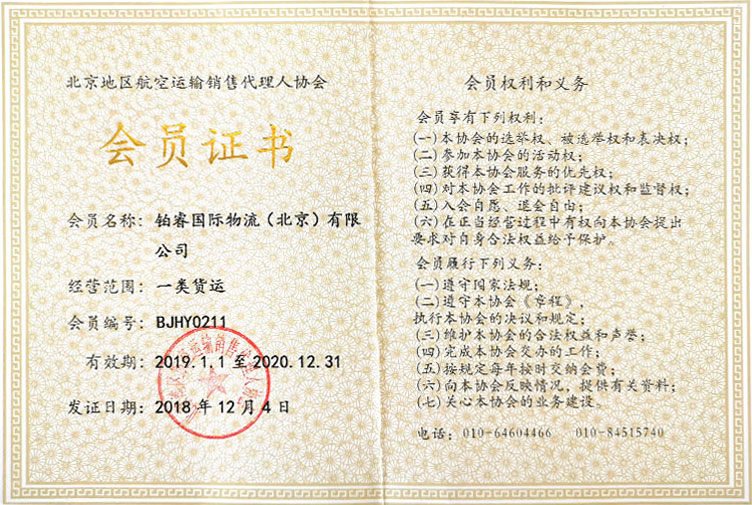 北京地区航空运输销售代理人协会
会员证书
会员名称：铂睿国际物流（北京）有限
公司
经营范围：一类货运
会员编号：BJHY0211
有效期：2019.1.1至2020.12.31
发证日期：2018年12月4日
会员权利和义务
会员享有下列权利：
(一)本协会的选举权、被选举权和表决权；
(二)参加本协会的活动权；
(三)获得本协会服务的优先权；
(四)对本协会工作的批评建议权和监督权；
(五)入会自愿、退会自由；
(六)在正当经营过程中有权向本协会提出
要求对自身合法权益给予保护。
会员履行下列义务：
(一)遵守国家法规；
(二)遵守本协会《章程》，
执行本协会的决议和规定；
(三)维护本协会的合法权益和声誉；
(四)完成本协会交办的工作；
(五)按规定每年按时交纳会费；
(六)向本协会反映情况，提供有关资料；
(七)关心本协会的业务建设。
电话：010-64604466 010-84515740